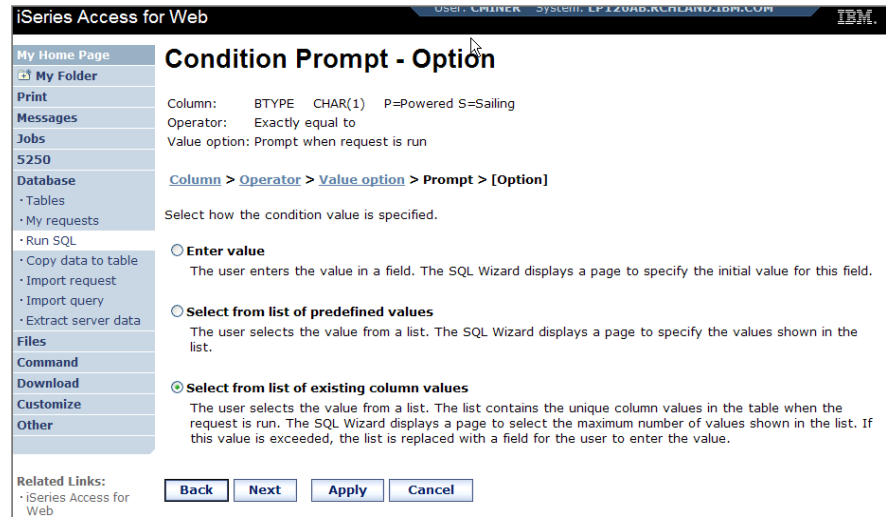 iSeries Access for Web
User: CMINER System: LP120AB.RCHLAND.IBM.COM
IBM.
My Home Page
My Folder
Print
Messages
Jobs
5250
Database
· Tables
· My requests
· Run SQL
· Copy data to table
· Import request
· Import query
· Extract server data
Files
Command
Download
Customize
Other
Related Links:
· iSeries Access for
Web
Condition Prompt - Option
Column: BTYPE CHAR(1) P=Powered S=Sailing
Operator: Exactly equal to
Value option: Prompt when request is run
Column > Operator > Value option > Prompt > [Option]
Select how the condition value is specified.
Enter value
The user enters the value in a field. The SQL Wizard displays a page to specify the initial value for this field.
Select from list of predefined values
The user selects the value from a list. The SQL Wizard displays a page to specify the values shown in the
list.
Select from list of existing column values
The user selects the value from a list. The list contains the unique column values in the table when the
request is run. The SQL Wizard displays a page to select the maximum number of values shown in the list. If
this value is exceeded, the list is replaced with a field for the user to enter the value.
Back Next Apply Cancel